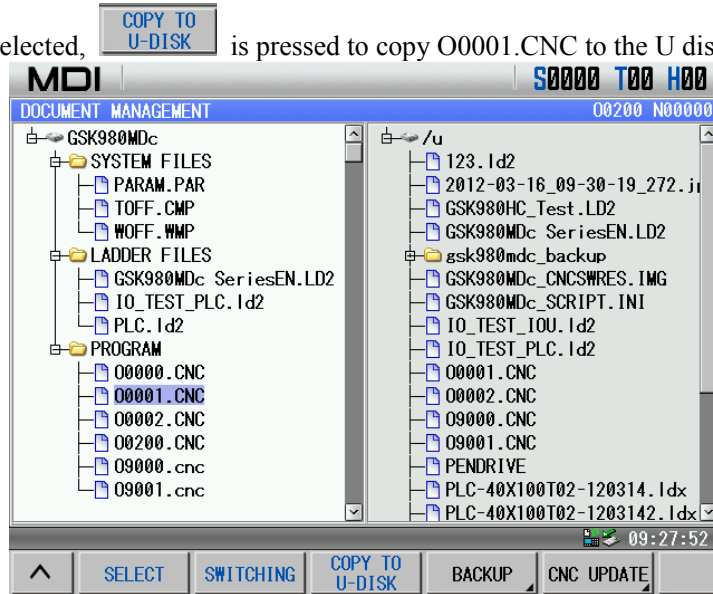 COPY TO
U-DISK
elected, is pressed to copy O0001.CNC to the U dis
MDI S0000 T00 H00
DOCUMENT MANAGEMENT O0200 N00000
GSK980MDc
SYSTEM FILES
PARAM.PAR
TOFF.CMP
WOFF.WMP
LADDER FILES
GSK980MDc SeriesEN.LD2
IO_TEST_PLC.ld2
PLC.ld2
PROGRAM
O0000.CNC
O0001.CNC
O0002.CNC
O0200.CNC
O9000.cnc
O9001.cnc
/u
123.ld2
2012-03-16_09-30-19_272.j
GSK980HC_Test.LD2
GSK980MDc SeriesEN.LD2
gsk980mdc_backup
GSK980MDc_CNCSWRES.IMG
GSK980MDc_SCRIPT.INI
IO_TEST_IOU.ld2
IO_TEST_PLC.ld2
O0001.CNC
O0002.CNC
O9000.CNC
O9001.CNC
PENDRIVE
PLC-40X100T02-120314.ldx
PLC-40X100T02-1203142.ldx
09:27:52
SELECT
SWITCHING
COPY TO
U-DISK
BACKUP
CNC UPDATE